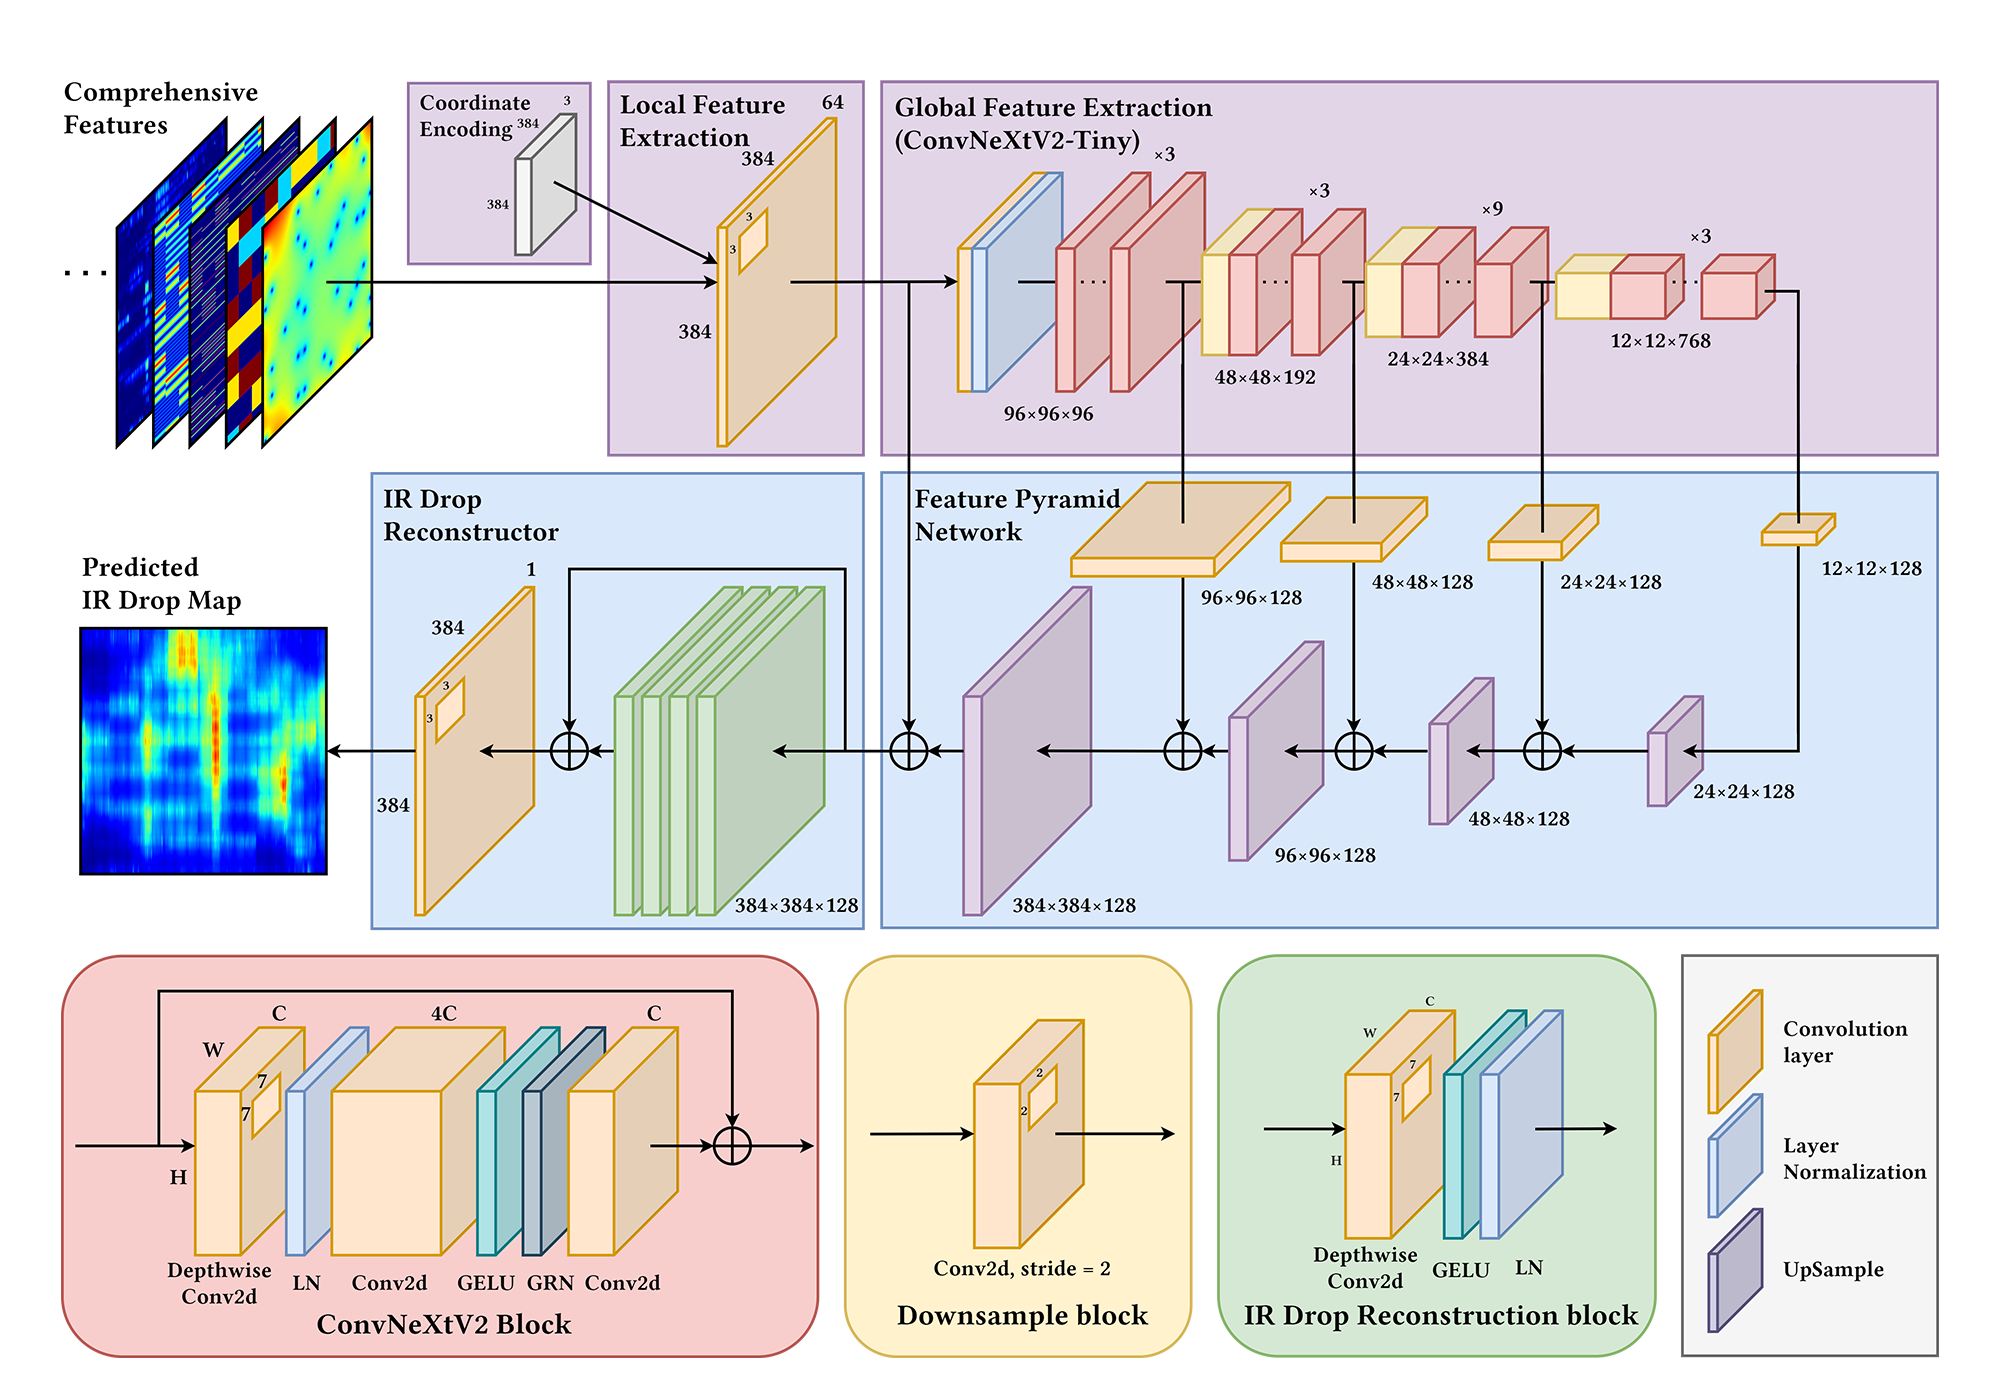 Comprehensive
Features
...
Coordinate
Encoding
3
384
384
Local Feature
Extraction
64
384
3
3
384
Global Feature Extraction
(ConvNeXtV2-Tiny)
×3
×3
×9
×3
...
...
...
...
96×96×96
48×48×192
24×24×384
12×12×768
IR Drop
Reconstructor
1
384
3
3
384
384×384×128
Feature Pyramid
Network
96×96×128
48×48×128
24×24×128
12×12×128
384×384×128
96×96×128
48×48×128
24×24×128
Predicted
IR Drop Map
C
4C
C
W
7
7
H
Depthwise
Conv2d
LN
Conv2d
GELU
GRN
Conv2d
ConvNeXtV2 Block
2
2
Conv2d, stride = 2
Downsample block
C
W
7
7
H
Depthwise
Conv2d
GELU
LN
IR Drop Reconstruction block
Convolution
layer
Layer
Normalization
UpSample